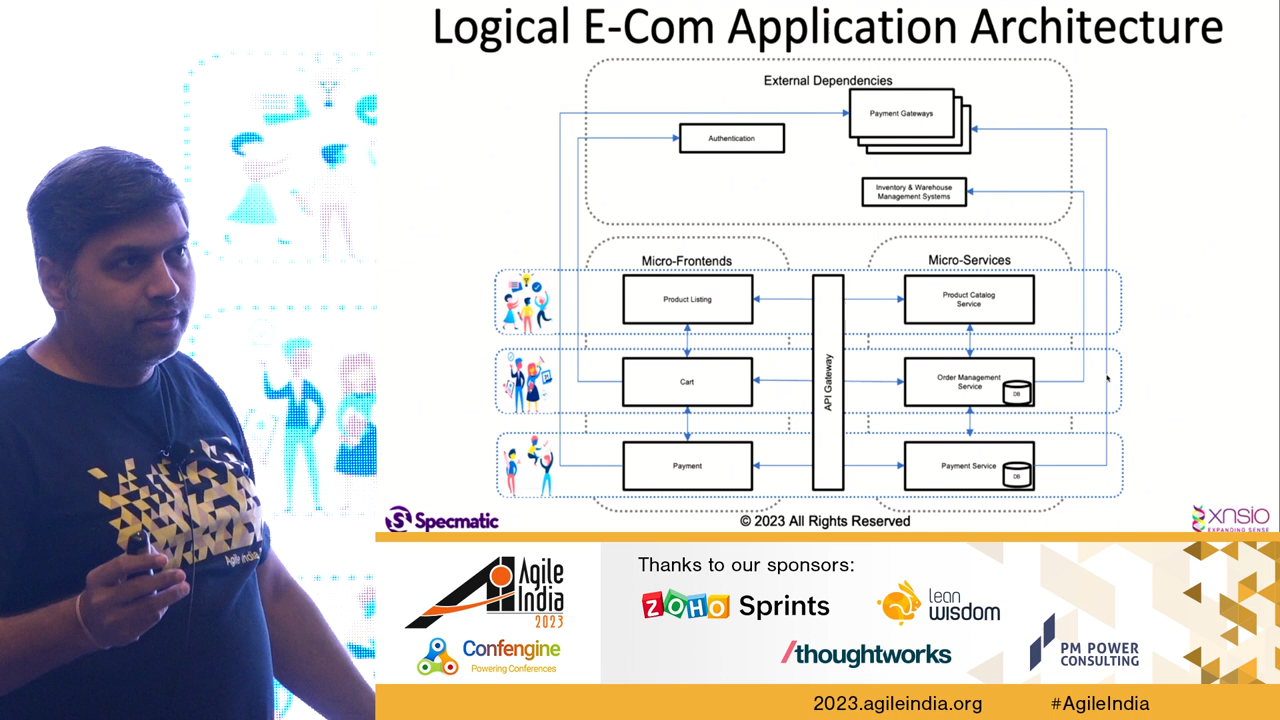 Logical E-Com Application Architecture
External Dependencies
Payment Gateways
Authentication
Inventory & Warehouse
Management Systems
Micro-Frontends
Micro-Services
Product Listing
Product Catalog
Service
Cart
API Gateway
Order Management
Service
DB
Payment
Payment Service
DB
Specmatic
© 2023 All Rights Reserved
xnsio
EXPANDING SENSE
Agile India
Agile
India
2023
Confengine
Powering Conferences
Thanks to our sponsors:
ZOHO Sprints
lean
wisdom
/thoughtworks
PM POWER
CONSULTING
2023.agileindia.org
#AgileIndia